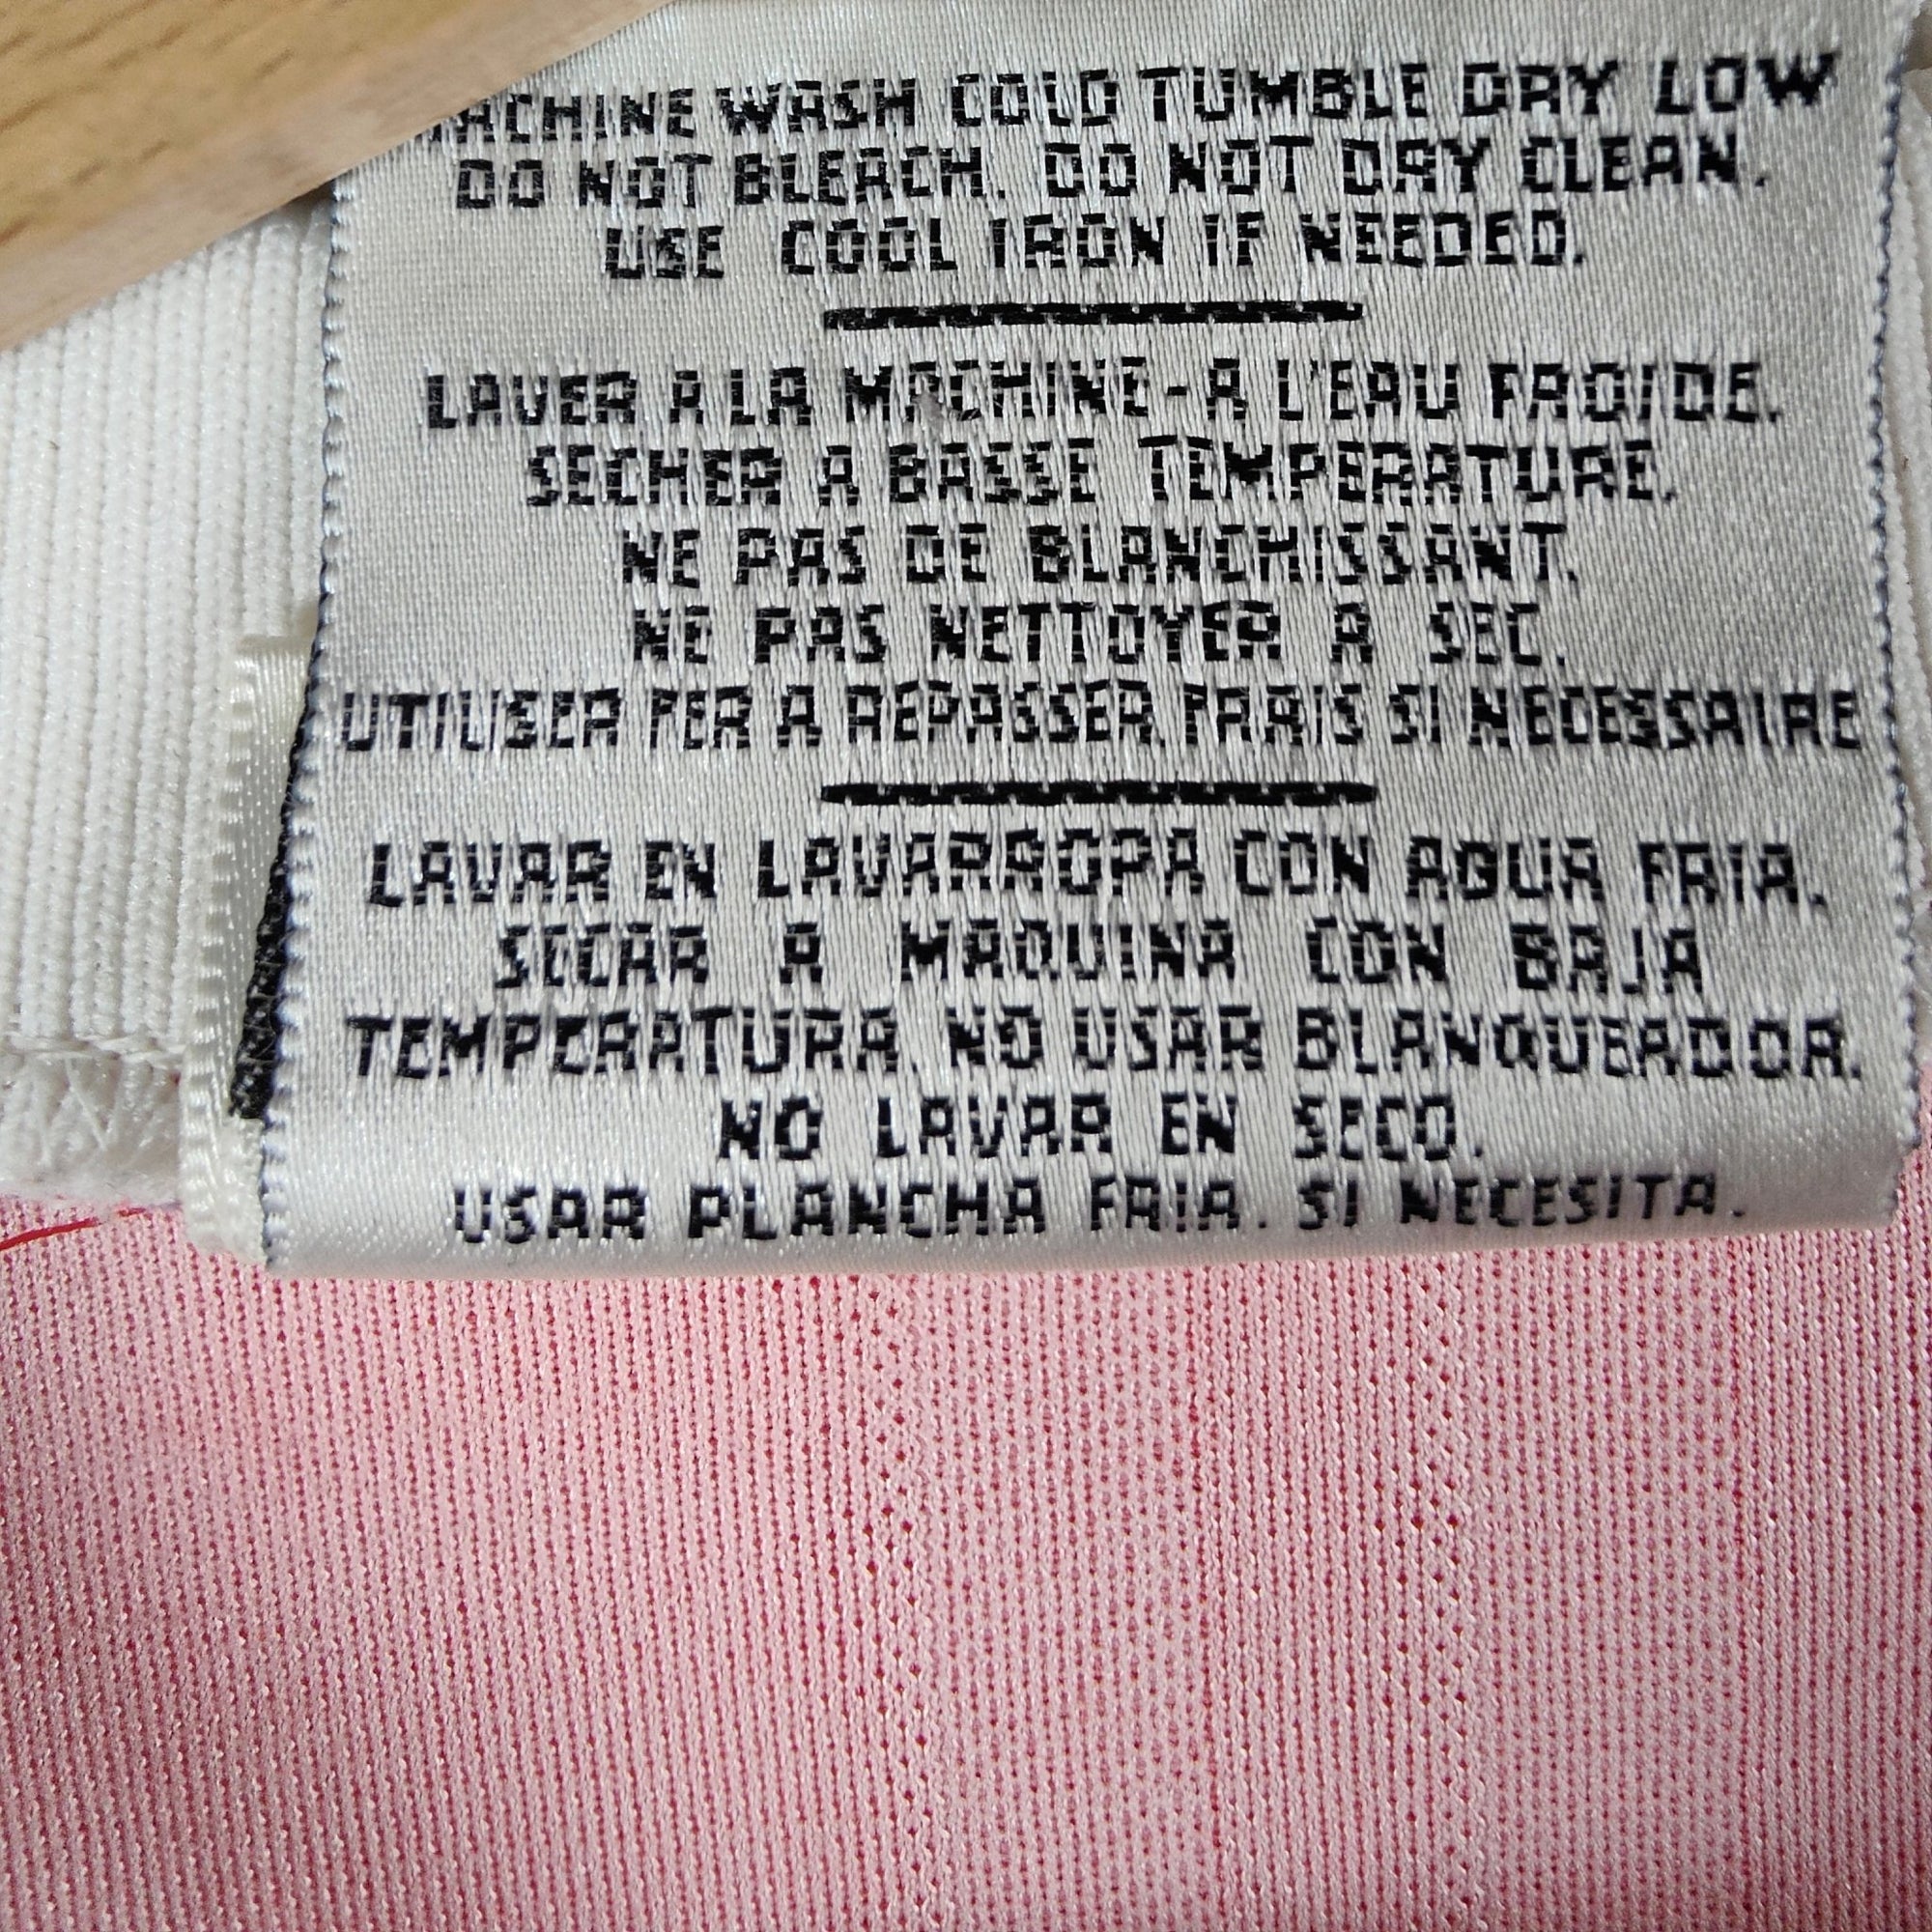 MACHINE WASH COLD TUMBLE DRY LOW
DO NOT BLEACH. DO NOT DRY CLEAN.
USE COOL IRON IF NEEDED.
LAVER A LA MACHINE-A L'EAU FROIDE.
SECHER A BASSE TEMPERATURE.
NE PAS DE BLANCHISSANT.
NE PAS NETTOYER A SEC.
UTILISER FER A REPASSER FRAIS SI NECESSAIRE
LAVAR EN LAVARROPA CON AGUA FRIA.
SECAR A MAQUINA CON BAJA
TEMPERATURA. NO USAR BLANQUEADOR.
NO LAVAR EN SECO.
USAR PLANCHA FRIA. SI NECESITA.